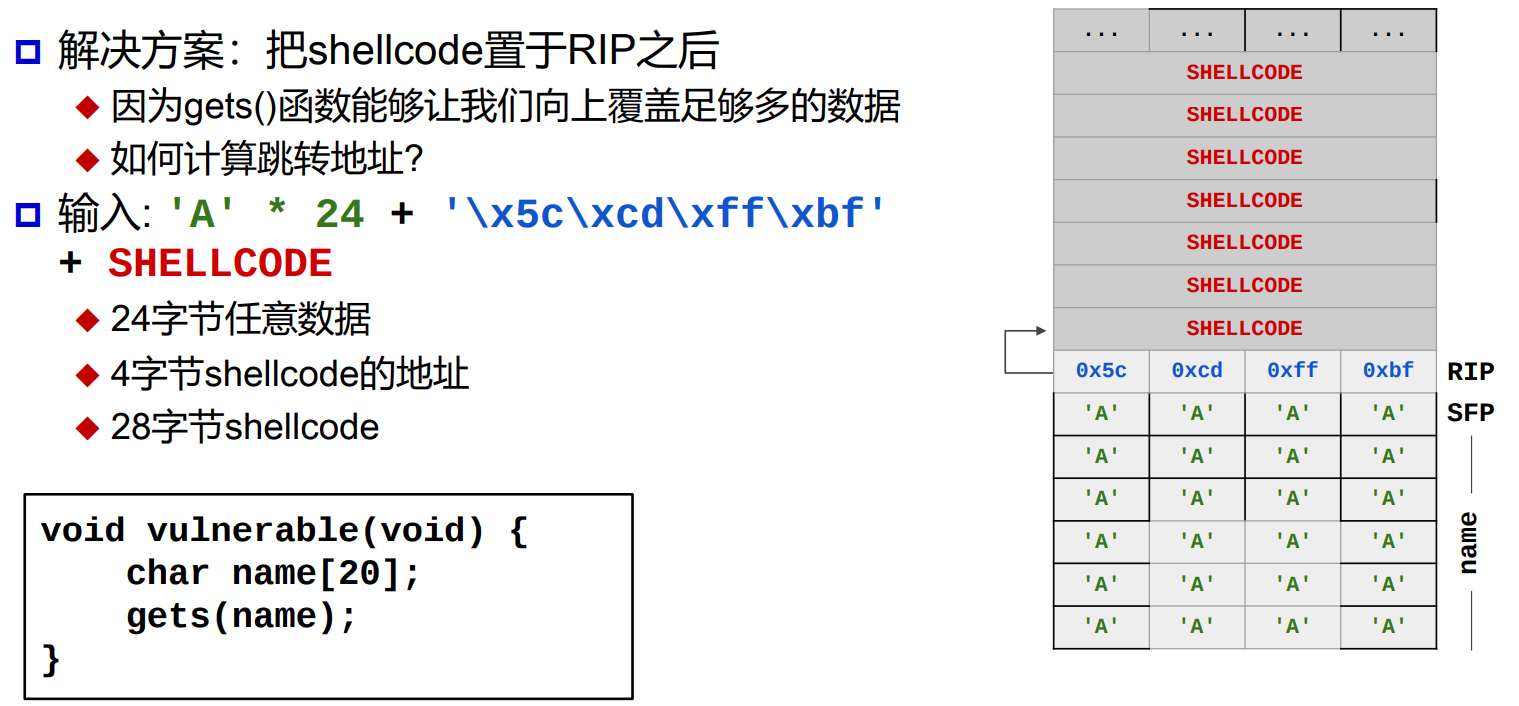 解决方案：把shellcode置于RIP之后
因为gets()函数能够让我们向上覆盖足够多的数据
如何计算跳转地址?
输入: 'A' * 24 + '\x5c\xcd\xff\xbf'
+ SHELLCODE
24字节任意数据
4字节shellcode的地址
28字节shellcode
void vulnerable(void) {
    char name[20];
    gets(name);
}
... ... ... ...
SHELLCODE
SHELLCODE
SHELLCODE
SHELLCODE
SHELLCODE
SHELLCODE
SHELLCODE
0x5c 0xcd 0xff 0xbf RIP
'A' 'A' 'A' 'A' SFP
'A' 'A' 'A' 'A'
'A' 'A' 'A' 'A'
'A' 'A' 'A' 'A'
'A' 'A' 'A' 'A'
'A' 'A' 'A' 'A'
name